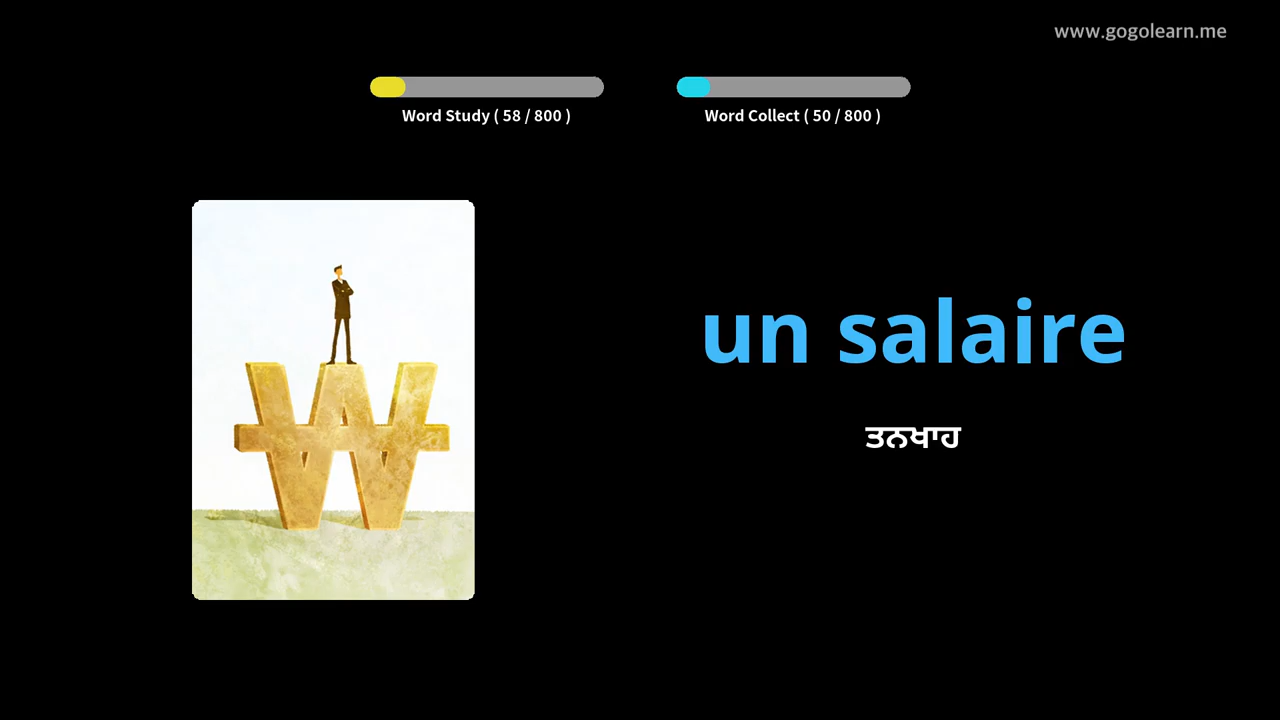 www.gogolearn.me
Word Study ( 58 / 800 )
Word Collect ( 50 / 800 )
un salaire
ਤਨਖਾਹ